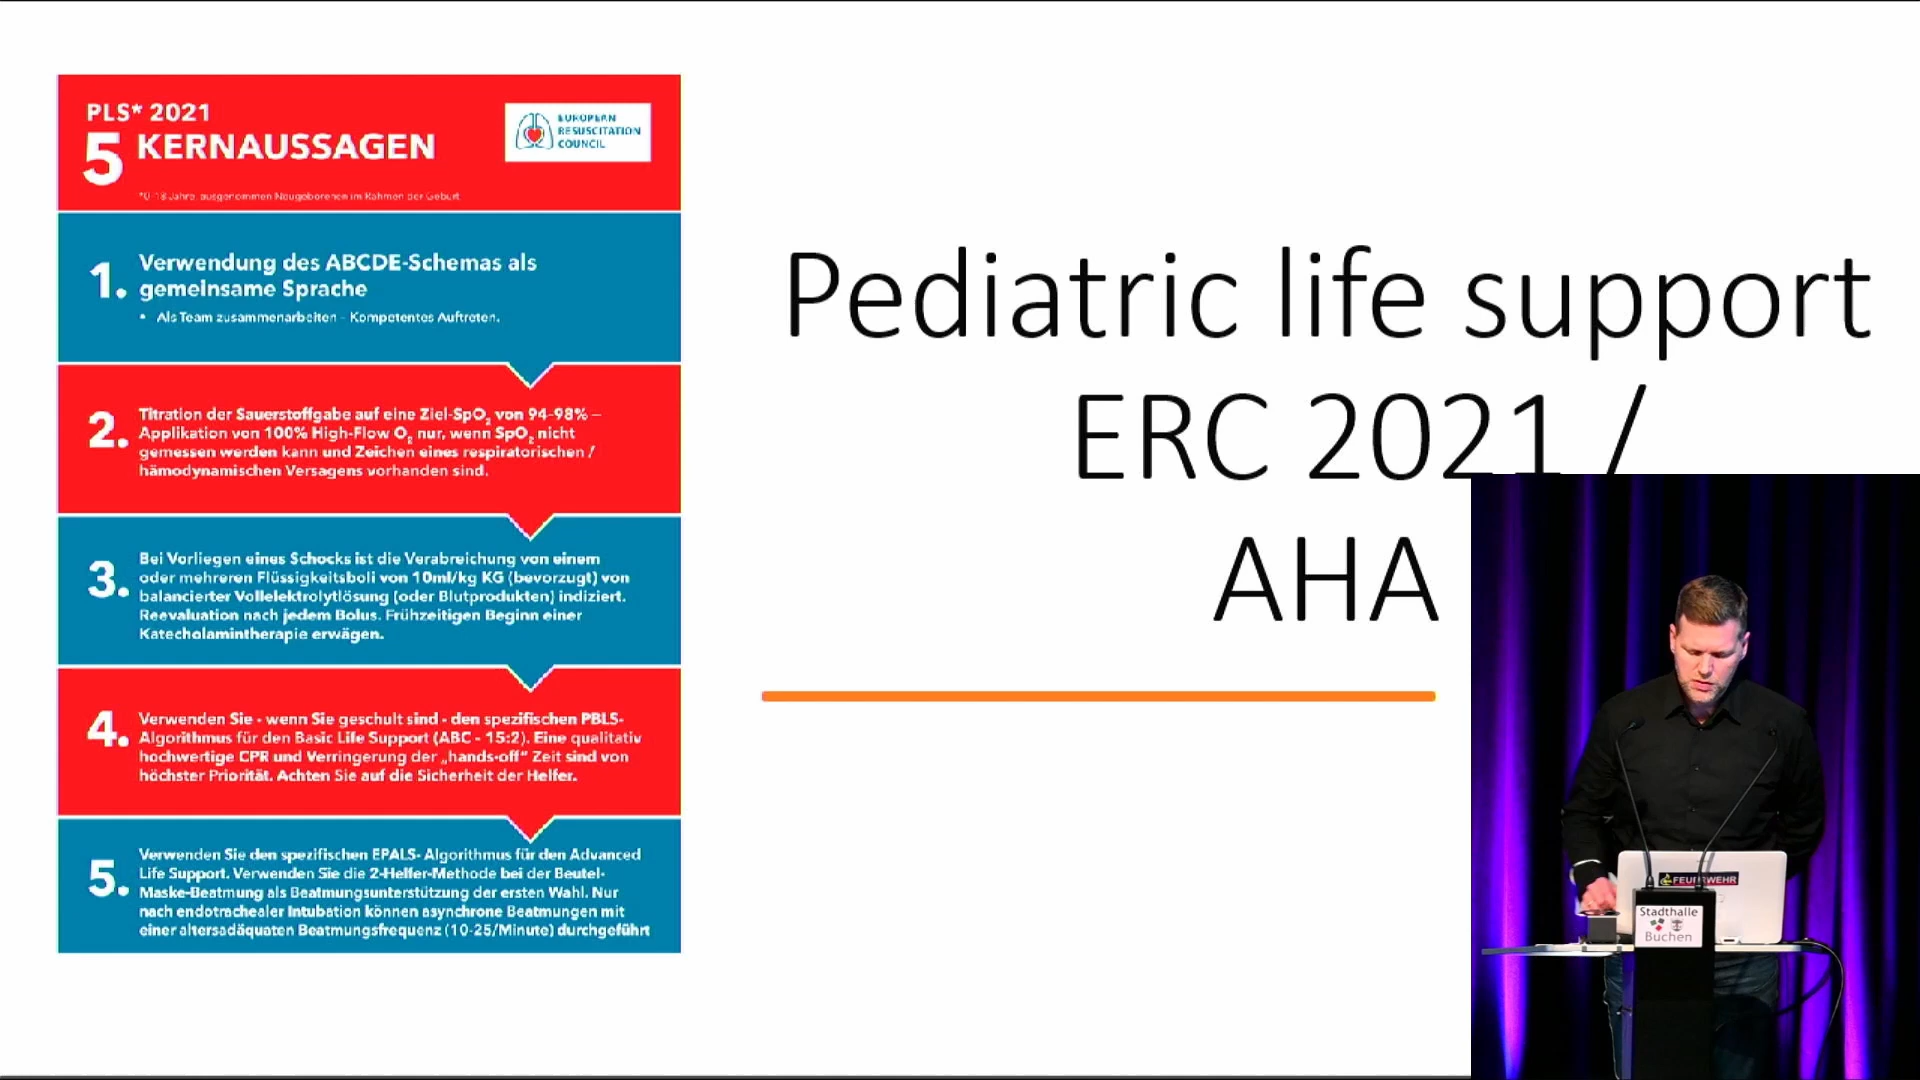 PLS* 2021
5 KERNAUSSAGEN
EUROPEAN
RESUSCITATION
COUNCIL
*0-18 Jahre, ausgenommen Neugeborenen im Rahmen der Geburt
1. Verwendung des ABCDE-Schemas als
gemeinsame Sprache
• Als Team zusammenarbeiten - Kompetentes Auftreten.
2. Titration der Sauerstoffgabe auf eine Ziel-SpO₂ von 94-98% –
Applikation von 100% High-Flow O₂ nur, wenn SpO₂ nicht
gemessen werden kann und Zeichen eines respiratorischen /
hämodynamischen Versagens vorhanden sind.
3. Bei Vorliegen eines Schocks ist die Verabreichung von einem
oder mehreren Flüssigkeitsboli von 10ml/kg KG (bevorzugt) von
balancierter Vollelektrolytlösung (oder Blutprodukten) indiziert.
Reevaluation nach jedem Bolus. Frühzeitigen Beginn einer
Katecholamintherapie erwägen.
4. Verwenden Sie - wenn Sie geschult sind - den spezifischen PBLS-
Algorithmus für den Basic Life Support (ABC - 15:2). Eine qualitativ
hochwertige CPR und Verringerung der „hands-off" Zeit sind von
höchster Priorität. Achten Sie auf die Sicherheit der Helfer.
5. Verwenden Sie den spezifischen EPALS- Algorithmus für den Advanced
Life Support. Verwenden Sie die 2-Helfer-Methode bei der Beutel-
Maske-Beatmung als Beatmungsunterstützung der ersten Wahl. Nur
nach endotrachealer Intubation können asynchrone Beatmungen mit
einer altersadäquaten Beatmungsfrequenz (10-25/Minute) durchgeführt
Pediatric life support
ERC 2021 /
AHA
FEUERWEHR
Stadthalle
Buchen